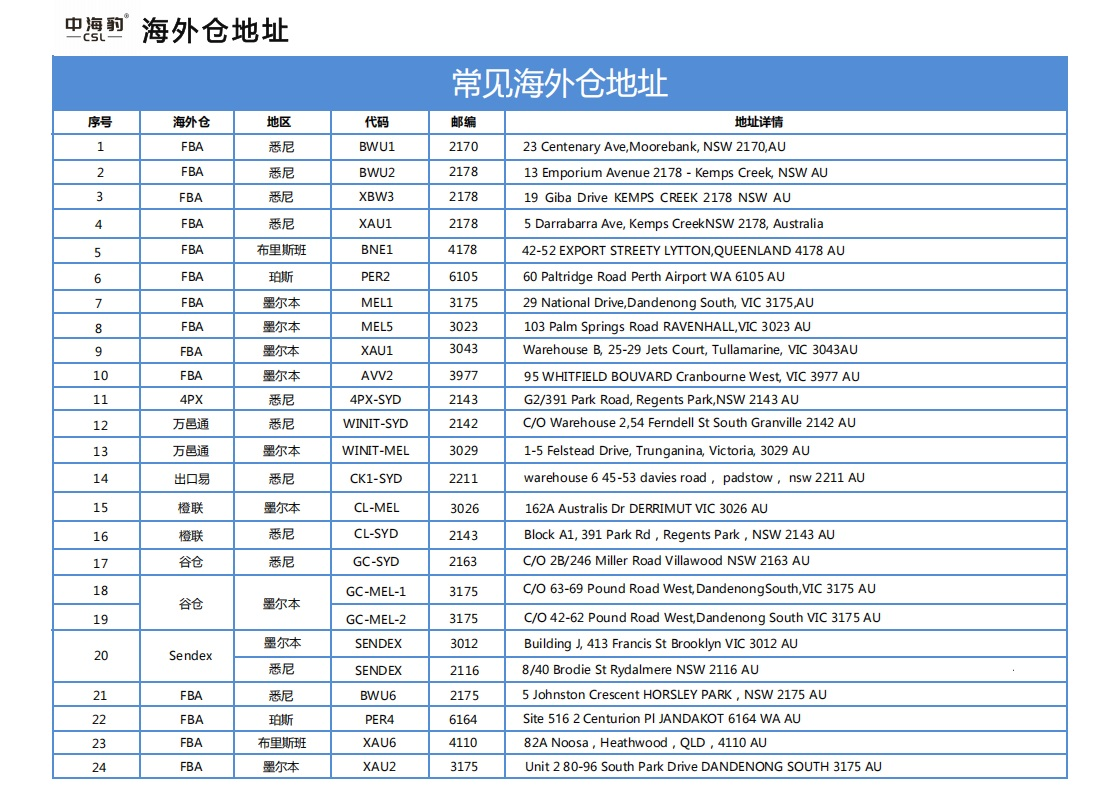 中海豹® 海外仓地址
CSL
常见海外仓地址
序号 海外仓 地区 代码 邮编 地址详情
1 FBA 悉尼 BWU1 2170 23 Centenary Ave,Moorebank, NSW 2170,AU
2 FBA 悉尼 BWU2 2178 13 Emporium Avenue 2178 - Kemps Creek, NSW AU
3 FBA 悉尼 XBW3 2178 19 Giba Drive KEMPS CREEK 2178 NSW AU
4 FBA 悉尼 XAU1 2178 5 Darrabarra Ave, Kemps CreekNSW 2178, Australia
5 FBA 布里斯班 BNE1 4178 42-52 EXPORT STREETY LYTTON,QUEENLAND 4178 AU
6 FBA 珀斯 PER2 6105 60 Paltridge Road Perth Airport WA 6105 AU
7 FBA 墨尔本 MEL1 3175 29 National Drive,Dandenong South, VIC 3175,AU
8 FBA 墨尔本 MEL5 3023 103 Palm Springs Road RAVENHALL,VIC 3023 AU
9 FBA 墨尔本 XAU1 3043 Warehouse B, 25-29 Jets Court, Tullamarine, VIC 3043AU
10 FBA 墨尔本 AVV2 3977 95 WHITFIELD BOUVARD Cranbourne West, VIC 3977 AU
11 4PX 悉尼 4PX-SYD 2143 G2/391 Park Road, Regents Park,NSW 2143 AU
12 万邑通 悉尼 WINIT-SYD 2142 C/O Warehouse 2,54 Ferndell St South Granville 2142 AU
13 万邑通 墨尔本 WINIT-MEL 3029 1-5 Felstead Drive, Trunganina, Victoria, 3029 AU
14 出口易 悉尼 CK1-SYD 2211 warehouse 6 45-53 davies road，padstow，nsw 2211 AU
15 橙联 墨尔本 CL-MEL 3026 162A Australis Dr DERRIMUT VIC 3026 AU
16 橙联 悉尼 CL-SYD 2143 Block A1, 391 Park Rd , Regents Park , NSW 2143 AU
17 谷仓 悉尼 GC-SYD 2163 C/O 2B/246 Miller Road Villawood NSW 2163 AU
18 谷仓 墨尔本 GC-MEL-1 3175 C/O 63-69 Pound Road West,DandenongSouth,VIC 3175 AU
19 GC-MEL-2 3175 C/O 42-62 Pound Road West,Dandenong South VIC 3175 AU
20 Sendex 墨尔本 SENDEX 3012 Building J, 413 Francis St Brooklyn VIC 3012 AU
悉尼 SENDEX 2116 8/40 Brodie St Rydalmere NSW 2116 AU
21 FBA 悉尼 BWU6 2175 5 Johnston Crescent HORSLEY PARK , NSW 2175 AU
22 FBA 珀斯 PER4 6164 Site 516 2 Centurion Pl JANDAKOT 6164 WA AU
23 FBA 布里斯班 XAU6 4110 82A Noosa , Heathwood , QLD , 4110 AU
24 FBA 墨尔本 XAU2 3175 Unit 2 80-96 South Park Drive DANDENONG SOUTH 3175 AU